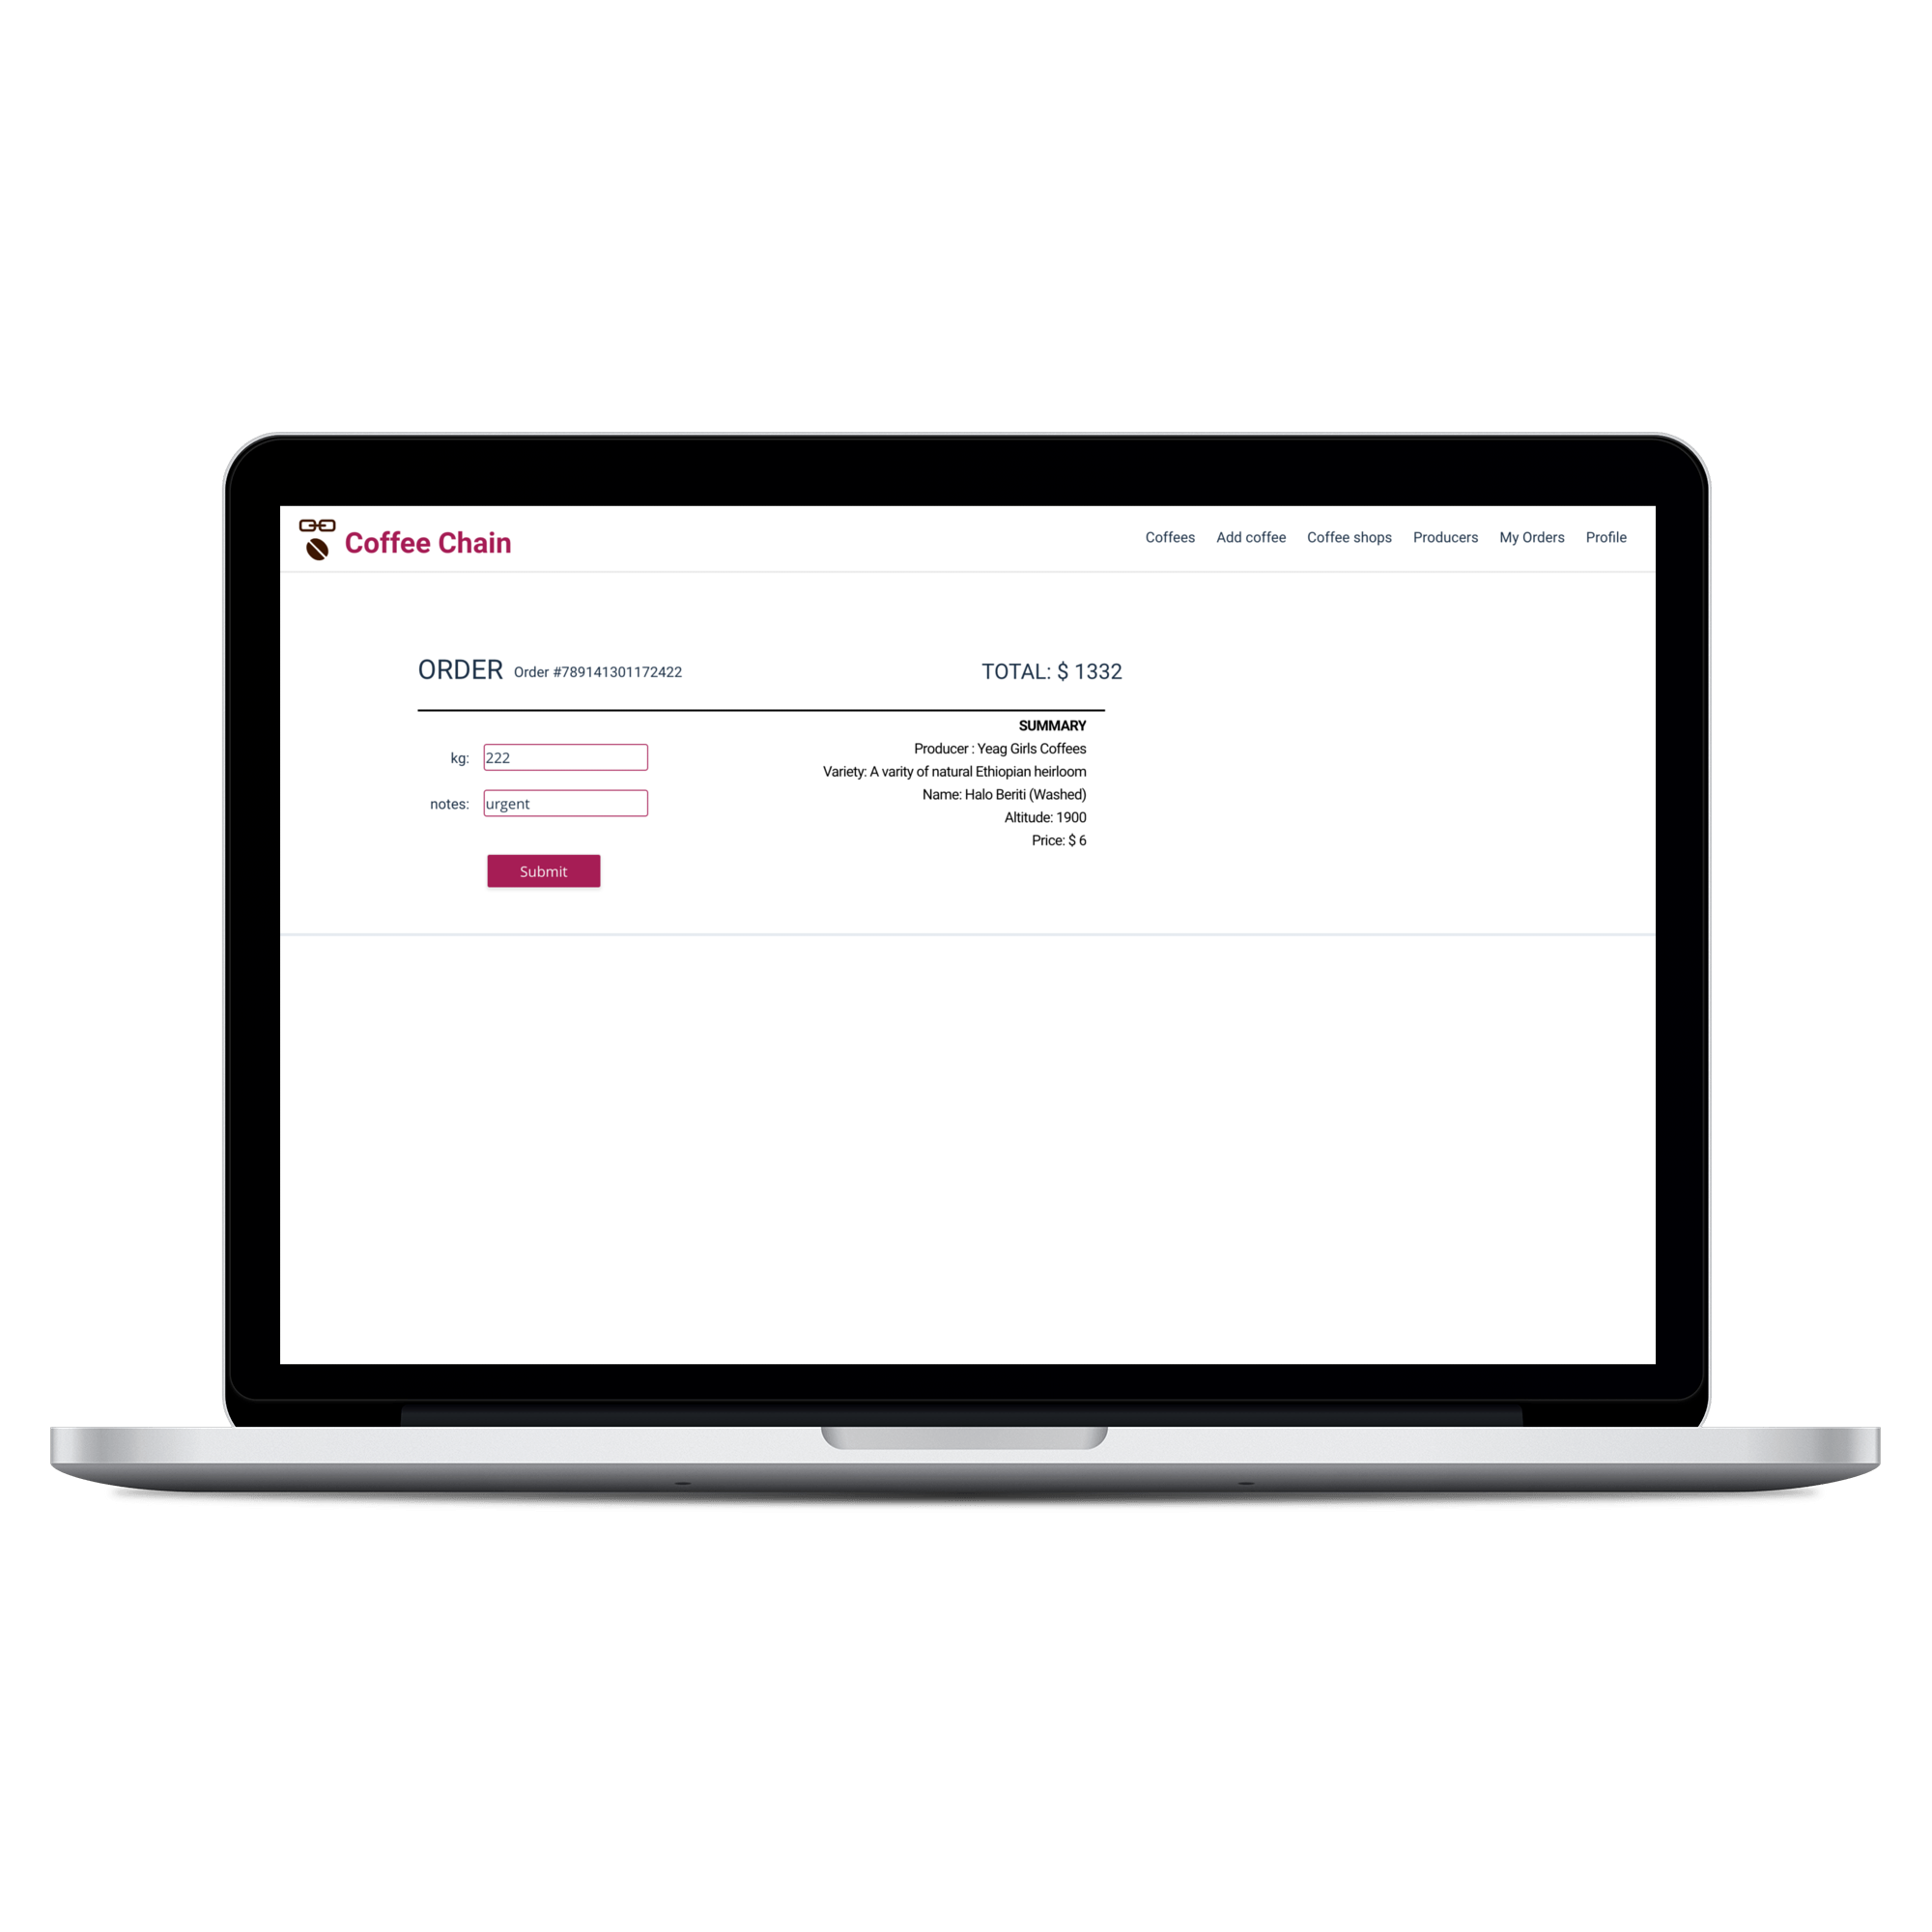 Coffee Chain
Coffees Add coffee Coffee shops Producers My Orders Profile
ORDER Order #789141301172422
TOTAL: $ 1332
kg: 222
notes: urgent
Submit
SUMMARY
Producer : Yeag Girls Coffees
Variety: A varity of natural Ethiopian heirloom
Name: Halo Beriti (Washed)
Altitude: 1900
Price: $ 6